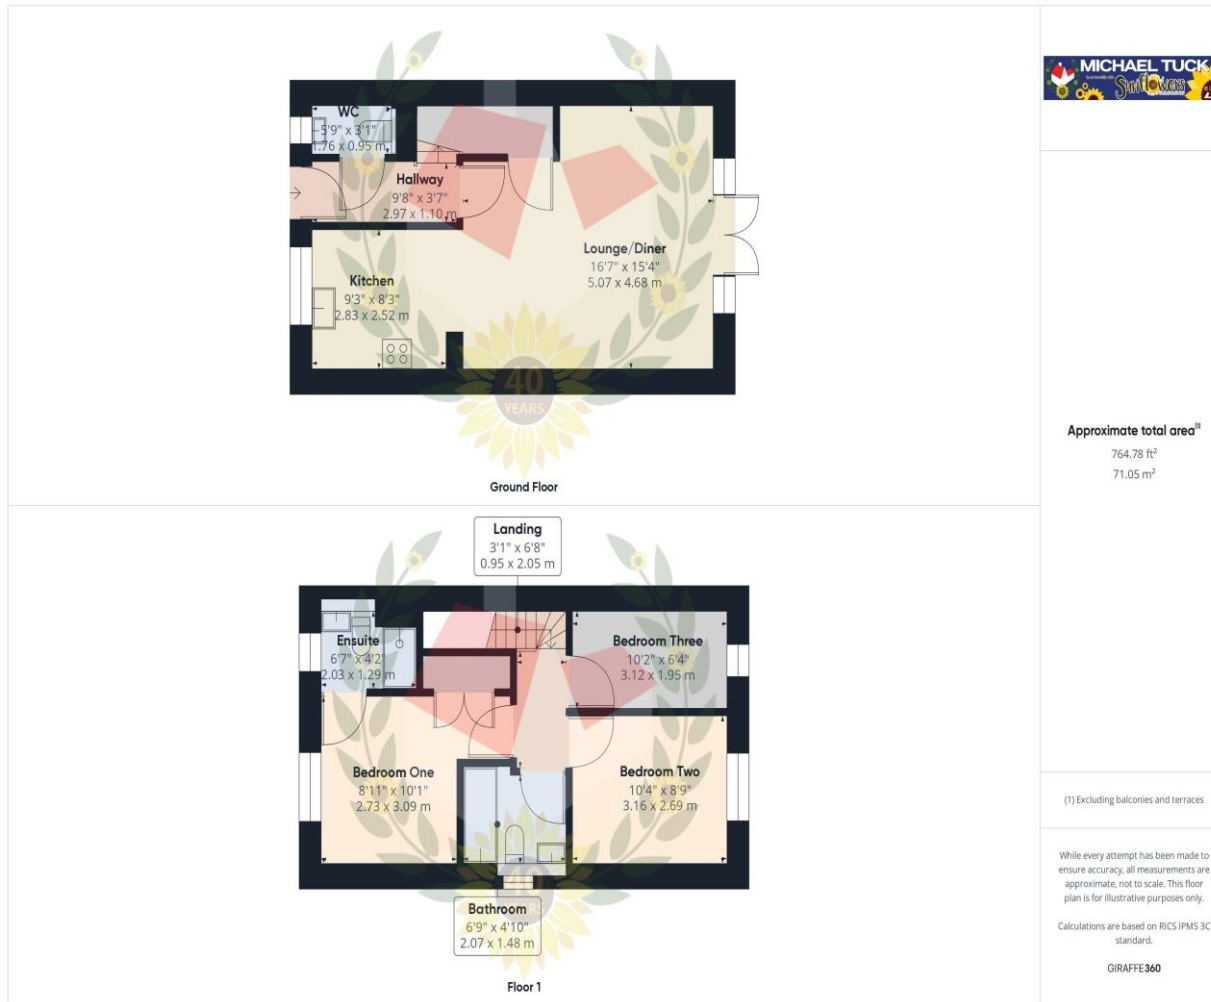 WC
5'9" x 3'1"
1.76 x 0.95 m
Hallway
9'8" x 3'7"
2.97 x 1.10 m
Kitchen
9'3" x 8'3"
2.83 x 2.52 m
Lounge/Diner
16'7" x 15'4"
5.07 x 4.68 m
40
YEARS
Ground Floor
Landing
3'1" x 6'8"
0.95 x 2.05 m
Ensuite
6'7" x 4'2"
2.03 x 1.29 m
Bedroom Three
10'2" x 6'4"
3.12 x 1.95 m
Bedroom One
8'11" x 10'1"
2.73 x 3.09 m
Bedroom Two
10'4" x 8'9"
3.16 x 2.69 m
40
Bathroom
6'9" x 4'10"
2.07 x 1.48 m
Floor 1
MICHAEL TUCK
Sunflowers
Approximate total area(1)
764.78 ft²
71.05 m²
(1) Excluding balconies and terraces
While every attempt has been made to
ensure accuracy, all measurements are
approximate, not to scale. This floor
plan is for illustrative purposes only.
Calculations are based on RICS IPMS 3C
standard.
GIRAFFE360